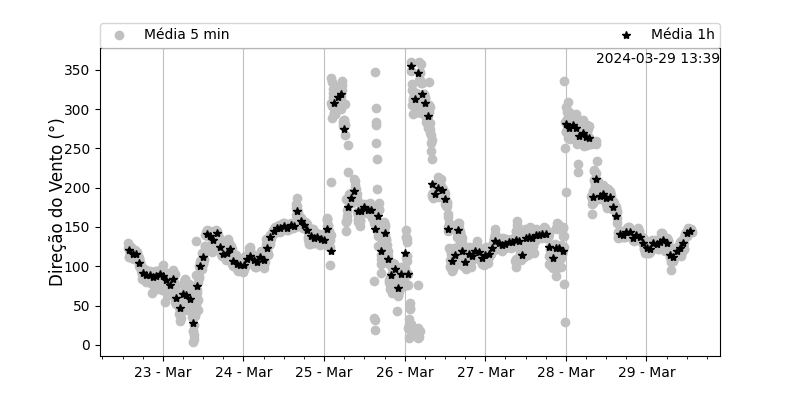 Média 5 min
Média 1h
2024-03-29 13:39
Direção do Vento (°)
350
300
250
200
150
100
50
0
23 - Mar
24 - Mar
25 - Mar
26 - Mar
27 - Mar
28 - Mar
29 - Mar